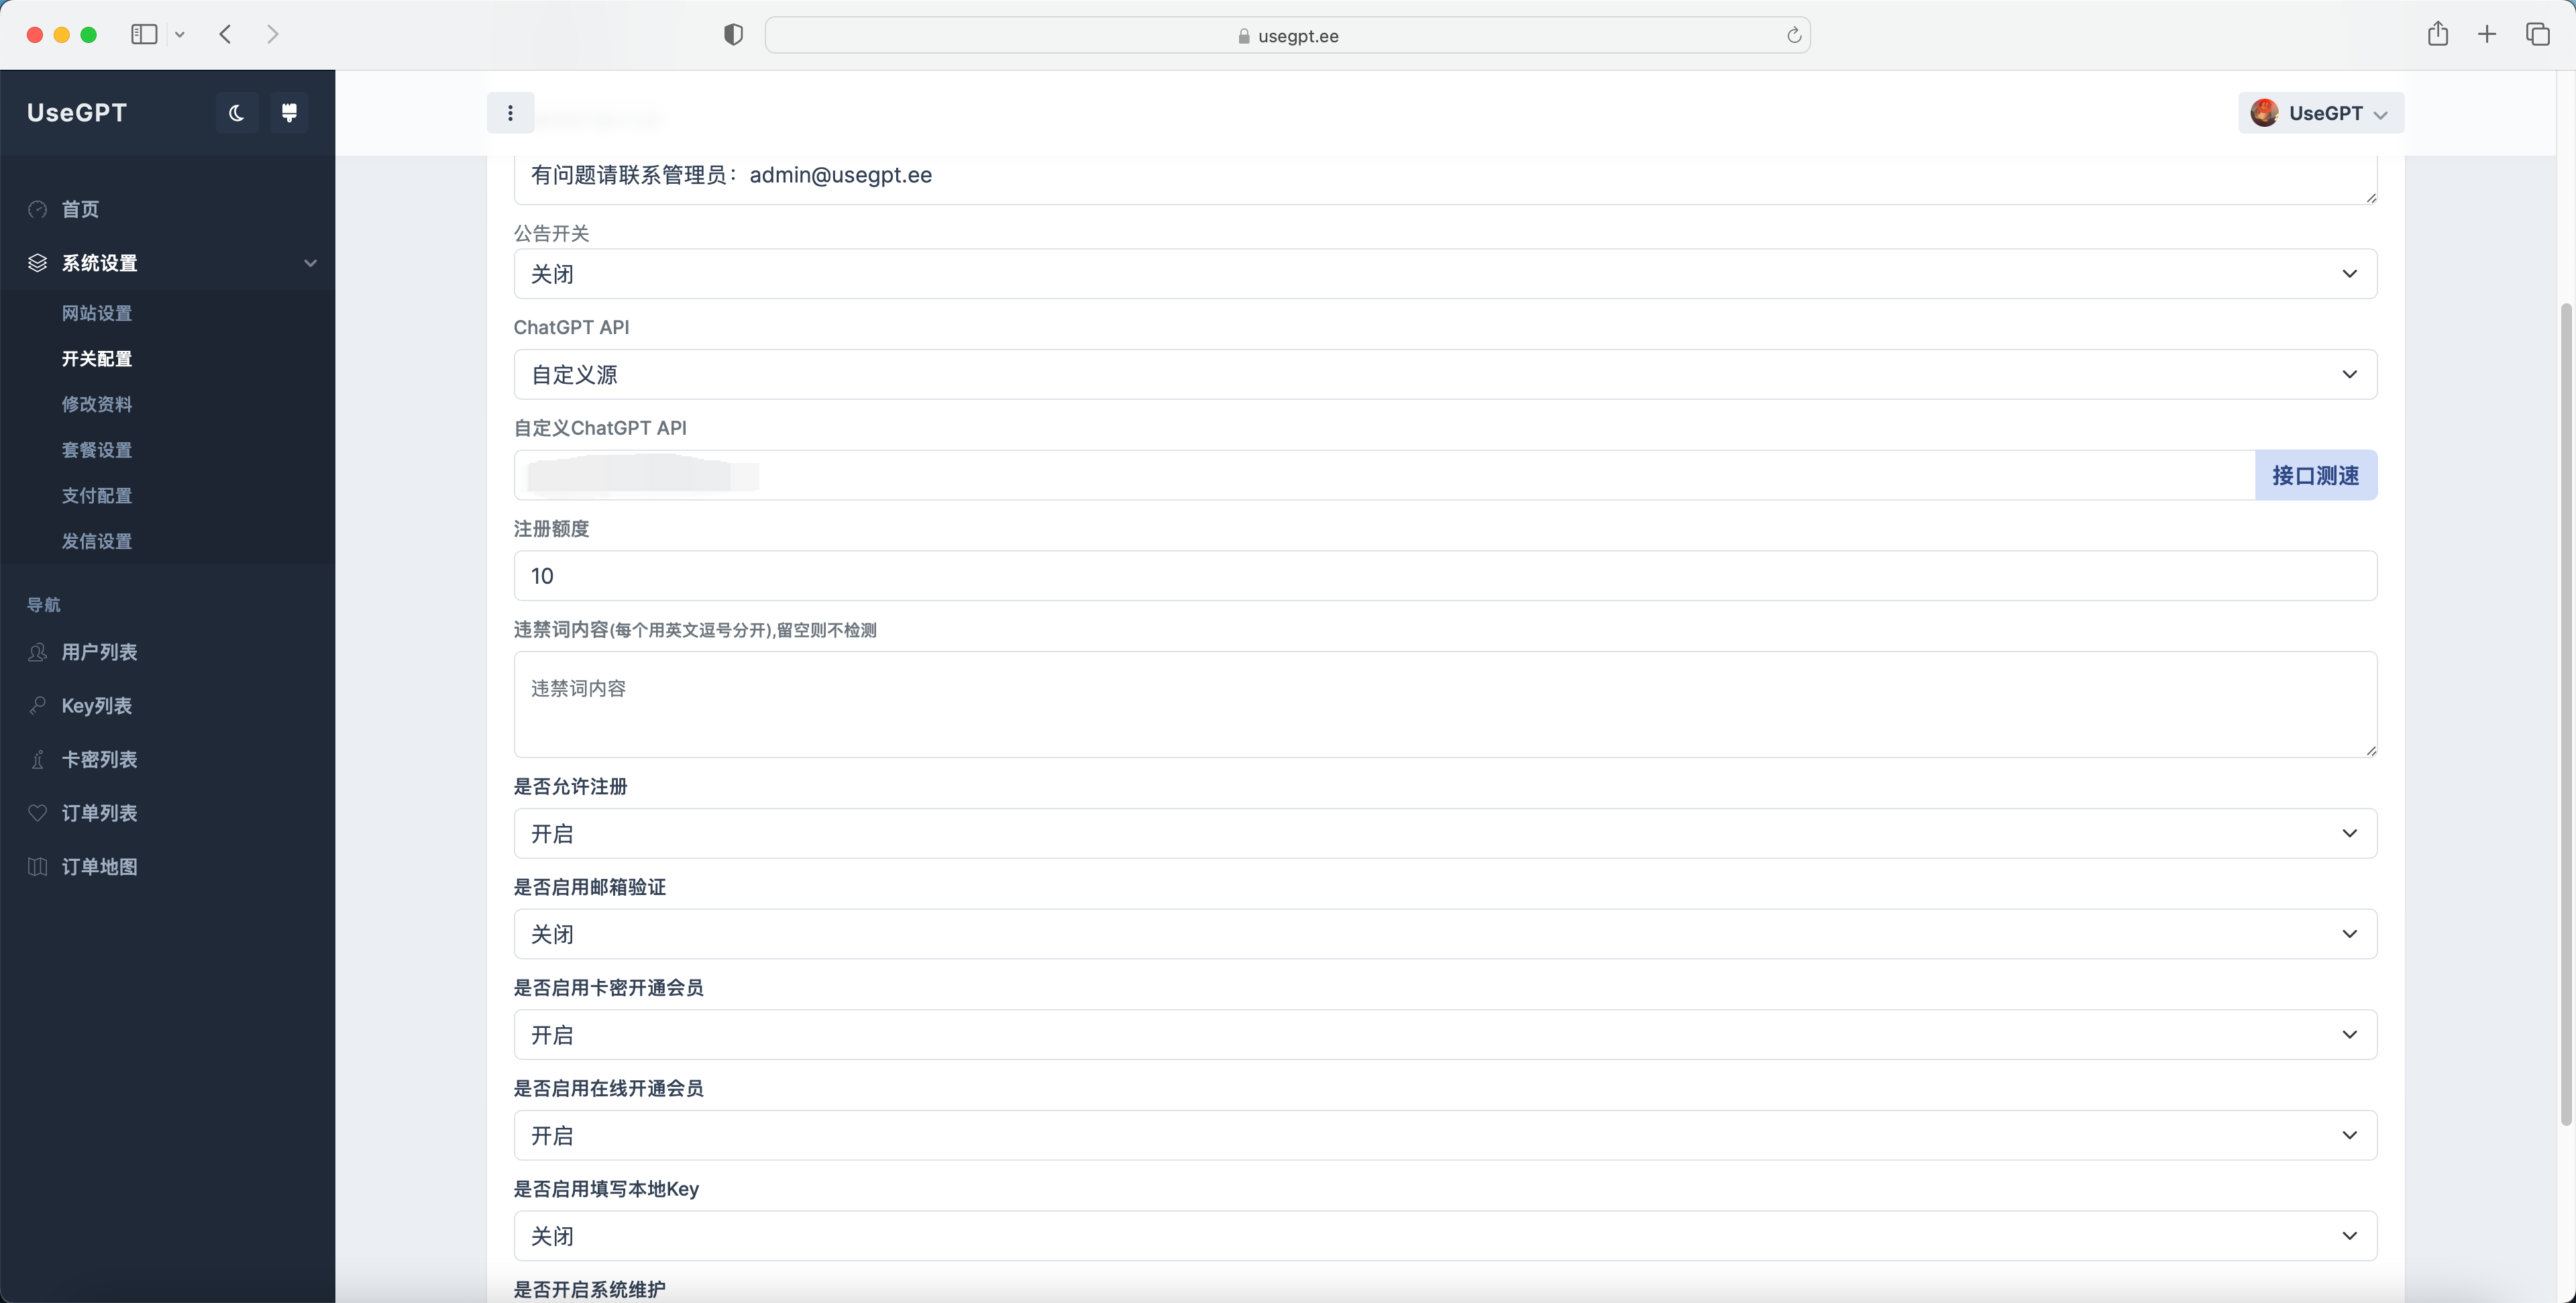 usegpt.ee
UseGPT
UseGPT
首页
系统设置
网站设置
开关配置
修改资料
套餐设置
支付配置
发信设置
导航
用户列表
Key列表
卡密列表
订单列表
订单地图
有问题请联系管理员：admin@usegpt.ee
公告开关
关闭
ChatGPT API
自定义源
自定义ChatGPT API
接口测速
注册额度
10
违禁词内容(每个用英文逗号分开),留空则不检测
违禁词内容
是否允许注册
开启
是否启用邮箱验证
关闭
是否启用卡密开通会员
开启
是否启用在线开通会员
开启
是否启用填写本地Key
关闭
是否开启系统维护